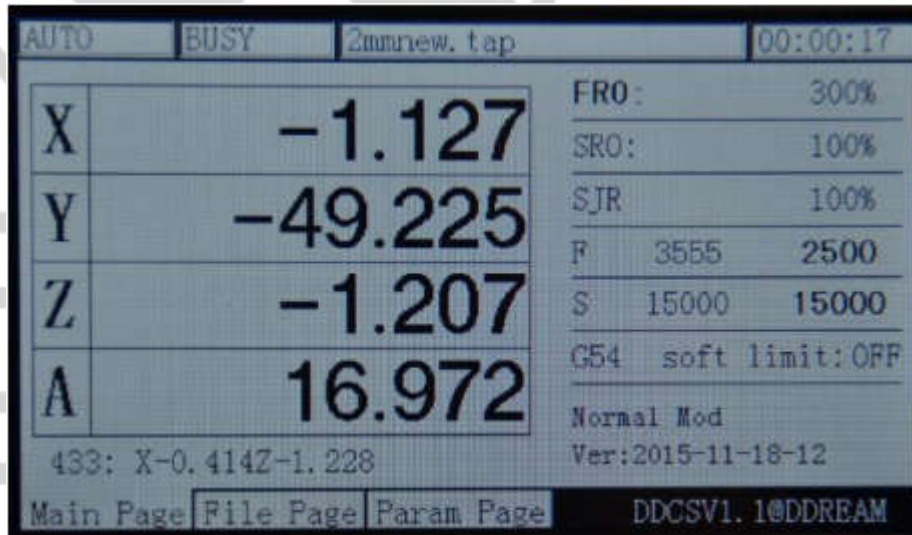 AUTO BUSY 2mmnew.tap 00:00:17
X -1.127
Y -49.225
Z -1.207
A 16.972
433: X-0.414Z-1.228
FRO: 300%
SRO: 100%
SJR 100%
F 3555 2500
S 15000 15000
G54 soft limit:OFF
Normal Mod
Ver:2015-11-18-12
Main Page File Page Param Page DDCSV1.1@DDREAM